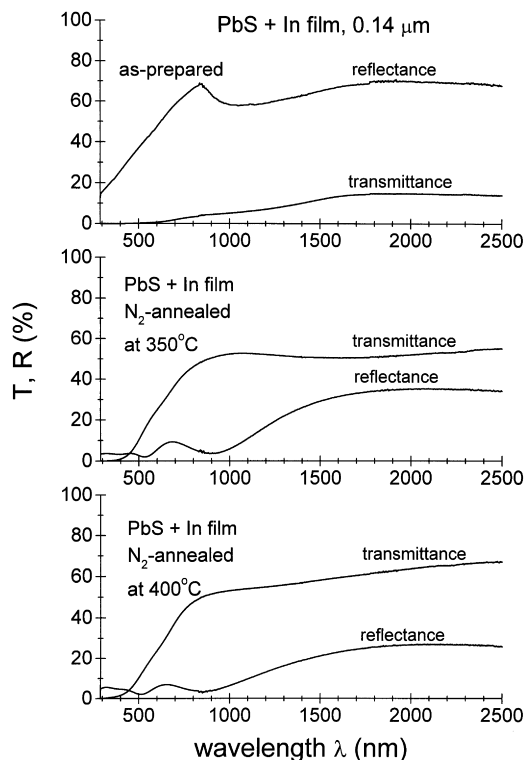 PbS + In film, 0.14 μm
100
as-prepared
reflectance
80
60
40
transmittance
20
0
500 1000 1500 2000 2500
100
PbS + In film
80
N₂-annealed
transmittance
60
at 350°C
reflectance
40
20
0
500 1000 1500 2000 2500
T, R (%)
100
PbS + In film
80
N₂-annealed
transmittance
60
at 400°C
40
reflectance
20
0
500 1000 1500 2000 2500
wavelength λ (nm)